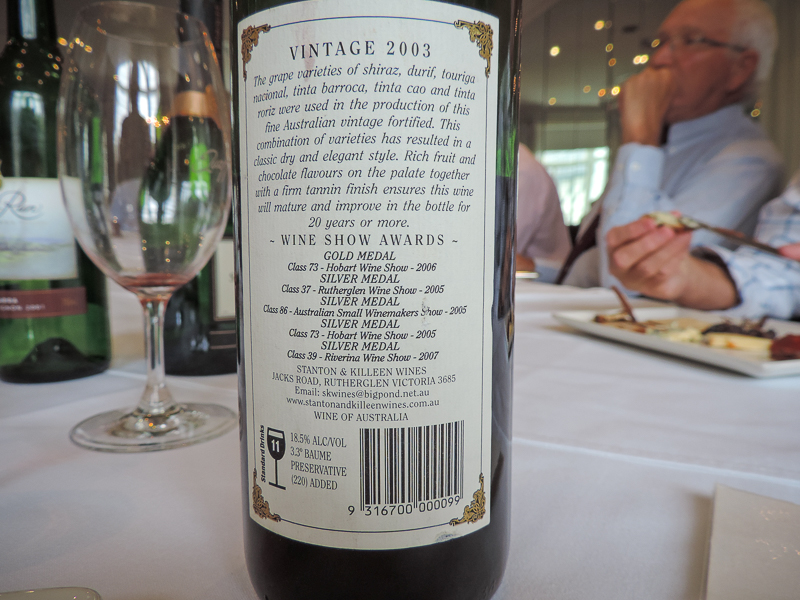 VINTAGE 2003
The grape varieties of shiraz, durif, touriga
nacional, tinta barroca, tinta cao and tinta
roriz were used in the production of this
fine Australian vintage fortified. This
combination of varieties has resulted in a
classic dry and elegant style. Rich fruit and
chocolate flavours on the palate together
with a firm tannin finish ensures this wine
will mature and improve in the bottle for
20 years or more.
~ WINE SHOW AWARDS ~
GOLD MEDAL
Class 73 - Hobart Wine Show - 2006
SILVER MEDAL
Class 37 - Rutherglen Wine Show - 2005
SILVER MEDAL
Class 86 - Australian Small Winemakers Show - 2005
SILVER MEDAL
Class 73 - Hobart Wine Show - 2005
SILVER MEDAL
Class 39 - Riverina Wine Show - 2007
STANTON & KILLEEN WINES
JACKS ROAD, RUTHERGLEN VICTORIA 3685
Email: skwines@bigpond.net.au
www.stantonandkilleenwines.com.au
WINE OF AUSTRALIA
Standard Drinks
11
18.5% ALC/VOL
3.3° BAUME
PRESERVATIVE
(220) ADDED
9 316700 000099